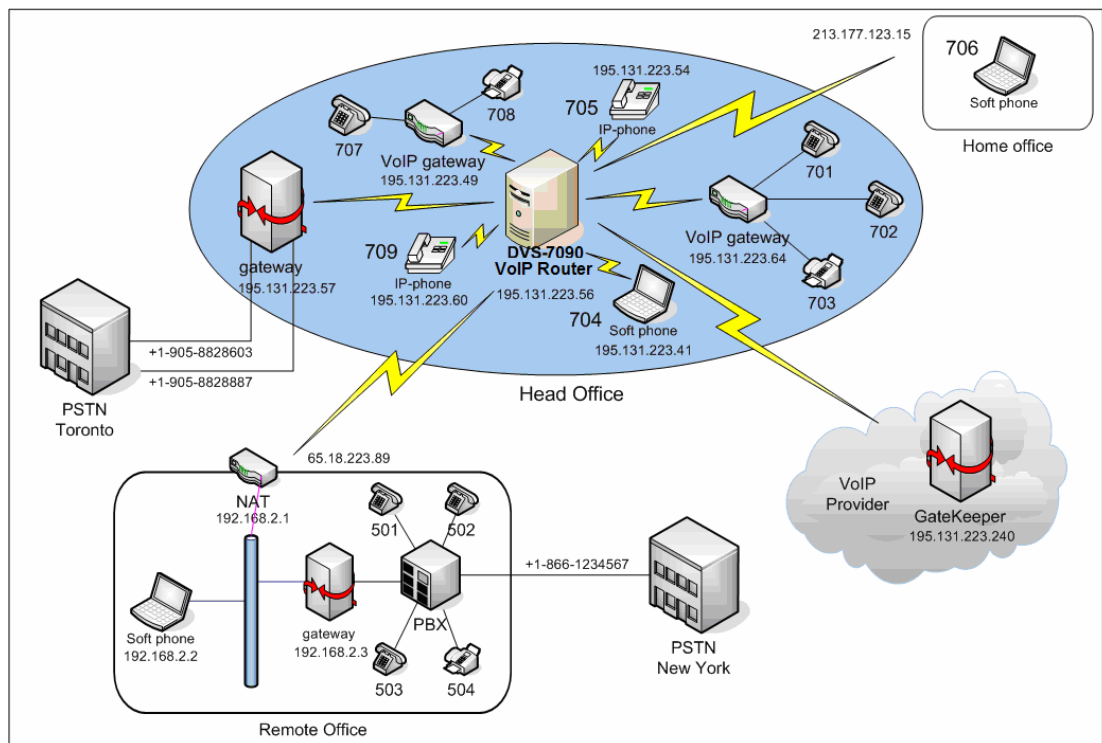 213.177.123.15
706
Soft phone
Home office
708
707
VoIP gateway
195.131.223.49
195.131.223.54
705
IP-phone
701
702
VoIP gateway
195.131.223.64
703
gateway
195.131.223.57
709
IP-phone
195.131.223.60
DVS-7090
VoIP Router
195.131.223.56
704
Soft phone
195.131.223.41
Head Office
+1-905-8828603
+1-905-8828887
PSTN
Toronto
65.18.223.89
NAT
192.168.2.1
501
502
PBX
503
504
gateway
192.168.2.3
Soft phone
192.168.2.2
Remote Office
+1-866-1234567
PSTN
New York
VoIP
Provider
GateKeeper
195.131.223.240